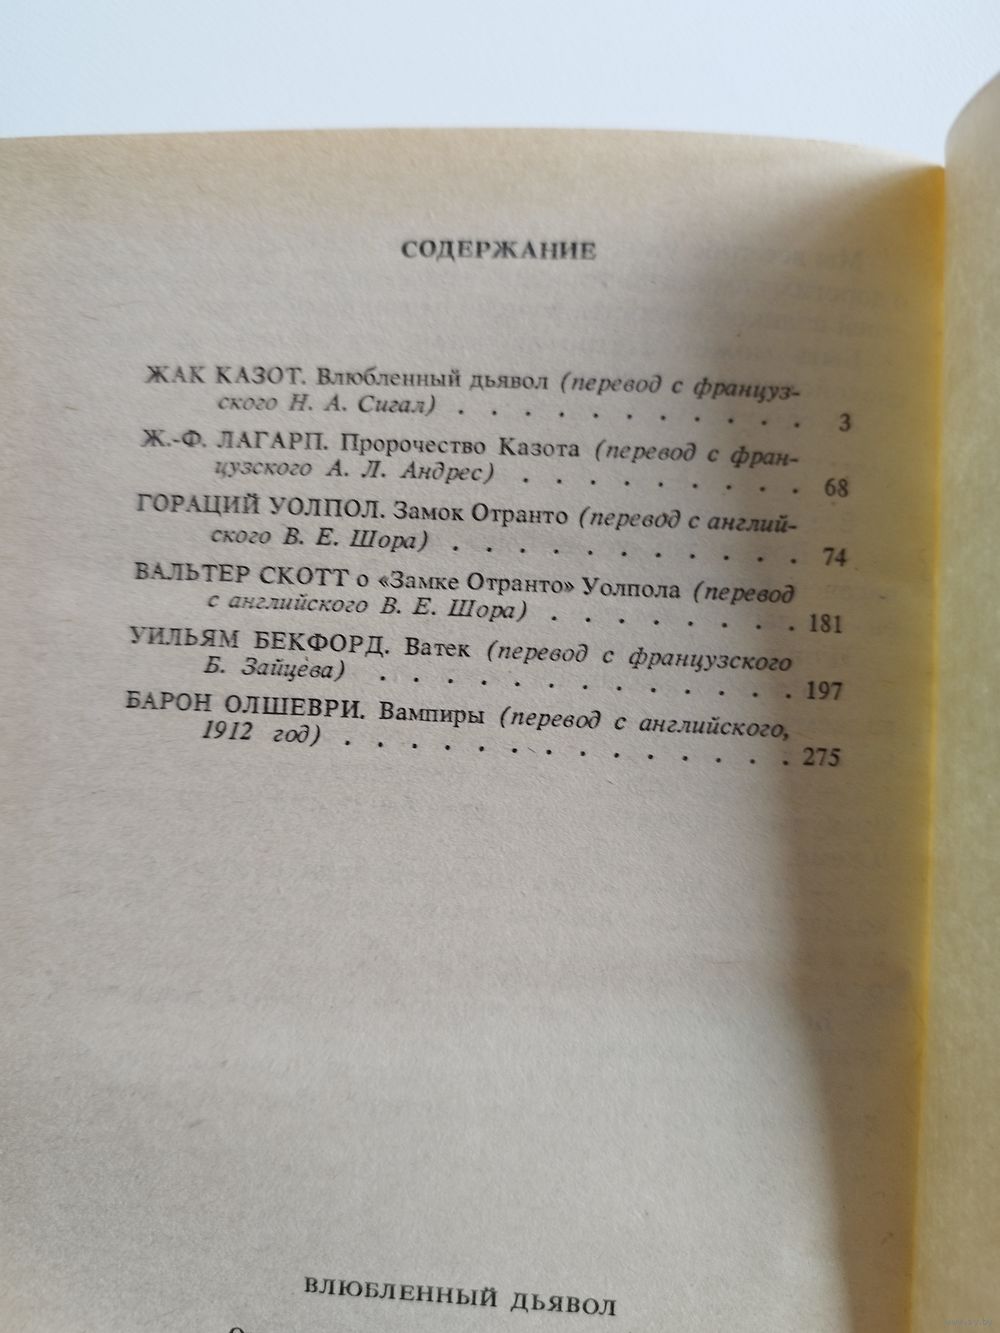 СОДЕРЖАНИЕ
ЖАК КАЗОТ. Влюбленный дьявол (перевод с француз-
ского Н. А. Сигал) . . . . . . . . . . . 3
Ж.-Ф. ЛАГАРП. Пророчество Казота (перевод с фран-
цузского А. Л. Андрес) . . . . . . . . . 68
ГОРАЦИЙ УОЛПОЛ. Замок Отранто (перевод с англий-
ского В. Е. Шора) . . . . . . . . . . . 74
ВАЛЬТЕР СКОТТ о «Замке Отранто» Уолпола (перевод
с английского В. Е. Шора) . . . . . . . . 181
УИЛЬЯМ БЕКФОРД. Ватек (перевод с французского
Б. Зайцева) . . . . . . . . . . . . . 197
БАРОН ОЛШЕВРИ. Вампиры (перевод с английского,
1912 год) . . . . . . . . . . . . . . 275
ВЛЮБЛЕННЫЙ ДЬЯВОЛ